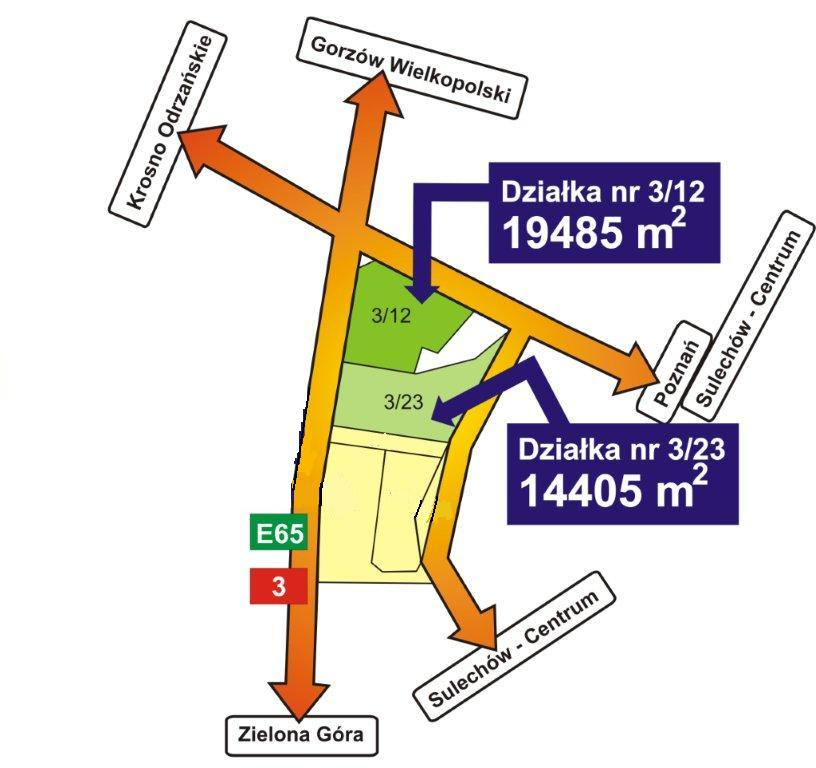 Gorzów Wielkopolski
Krosno Odrzańskie
Działka nr 3/12
19485 m²
Poznań
Sulechów - Centrum
3/12
3/23
Działka nr 3/23
14405 m²
E65
3
Sulechów - Centrum
Zielona Góra